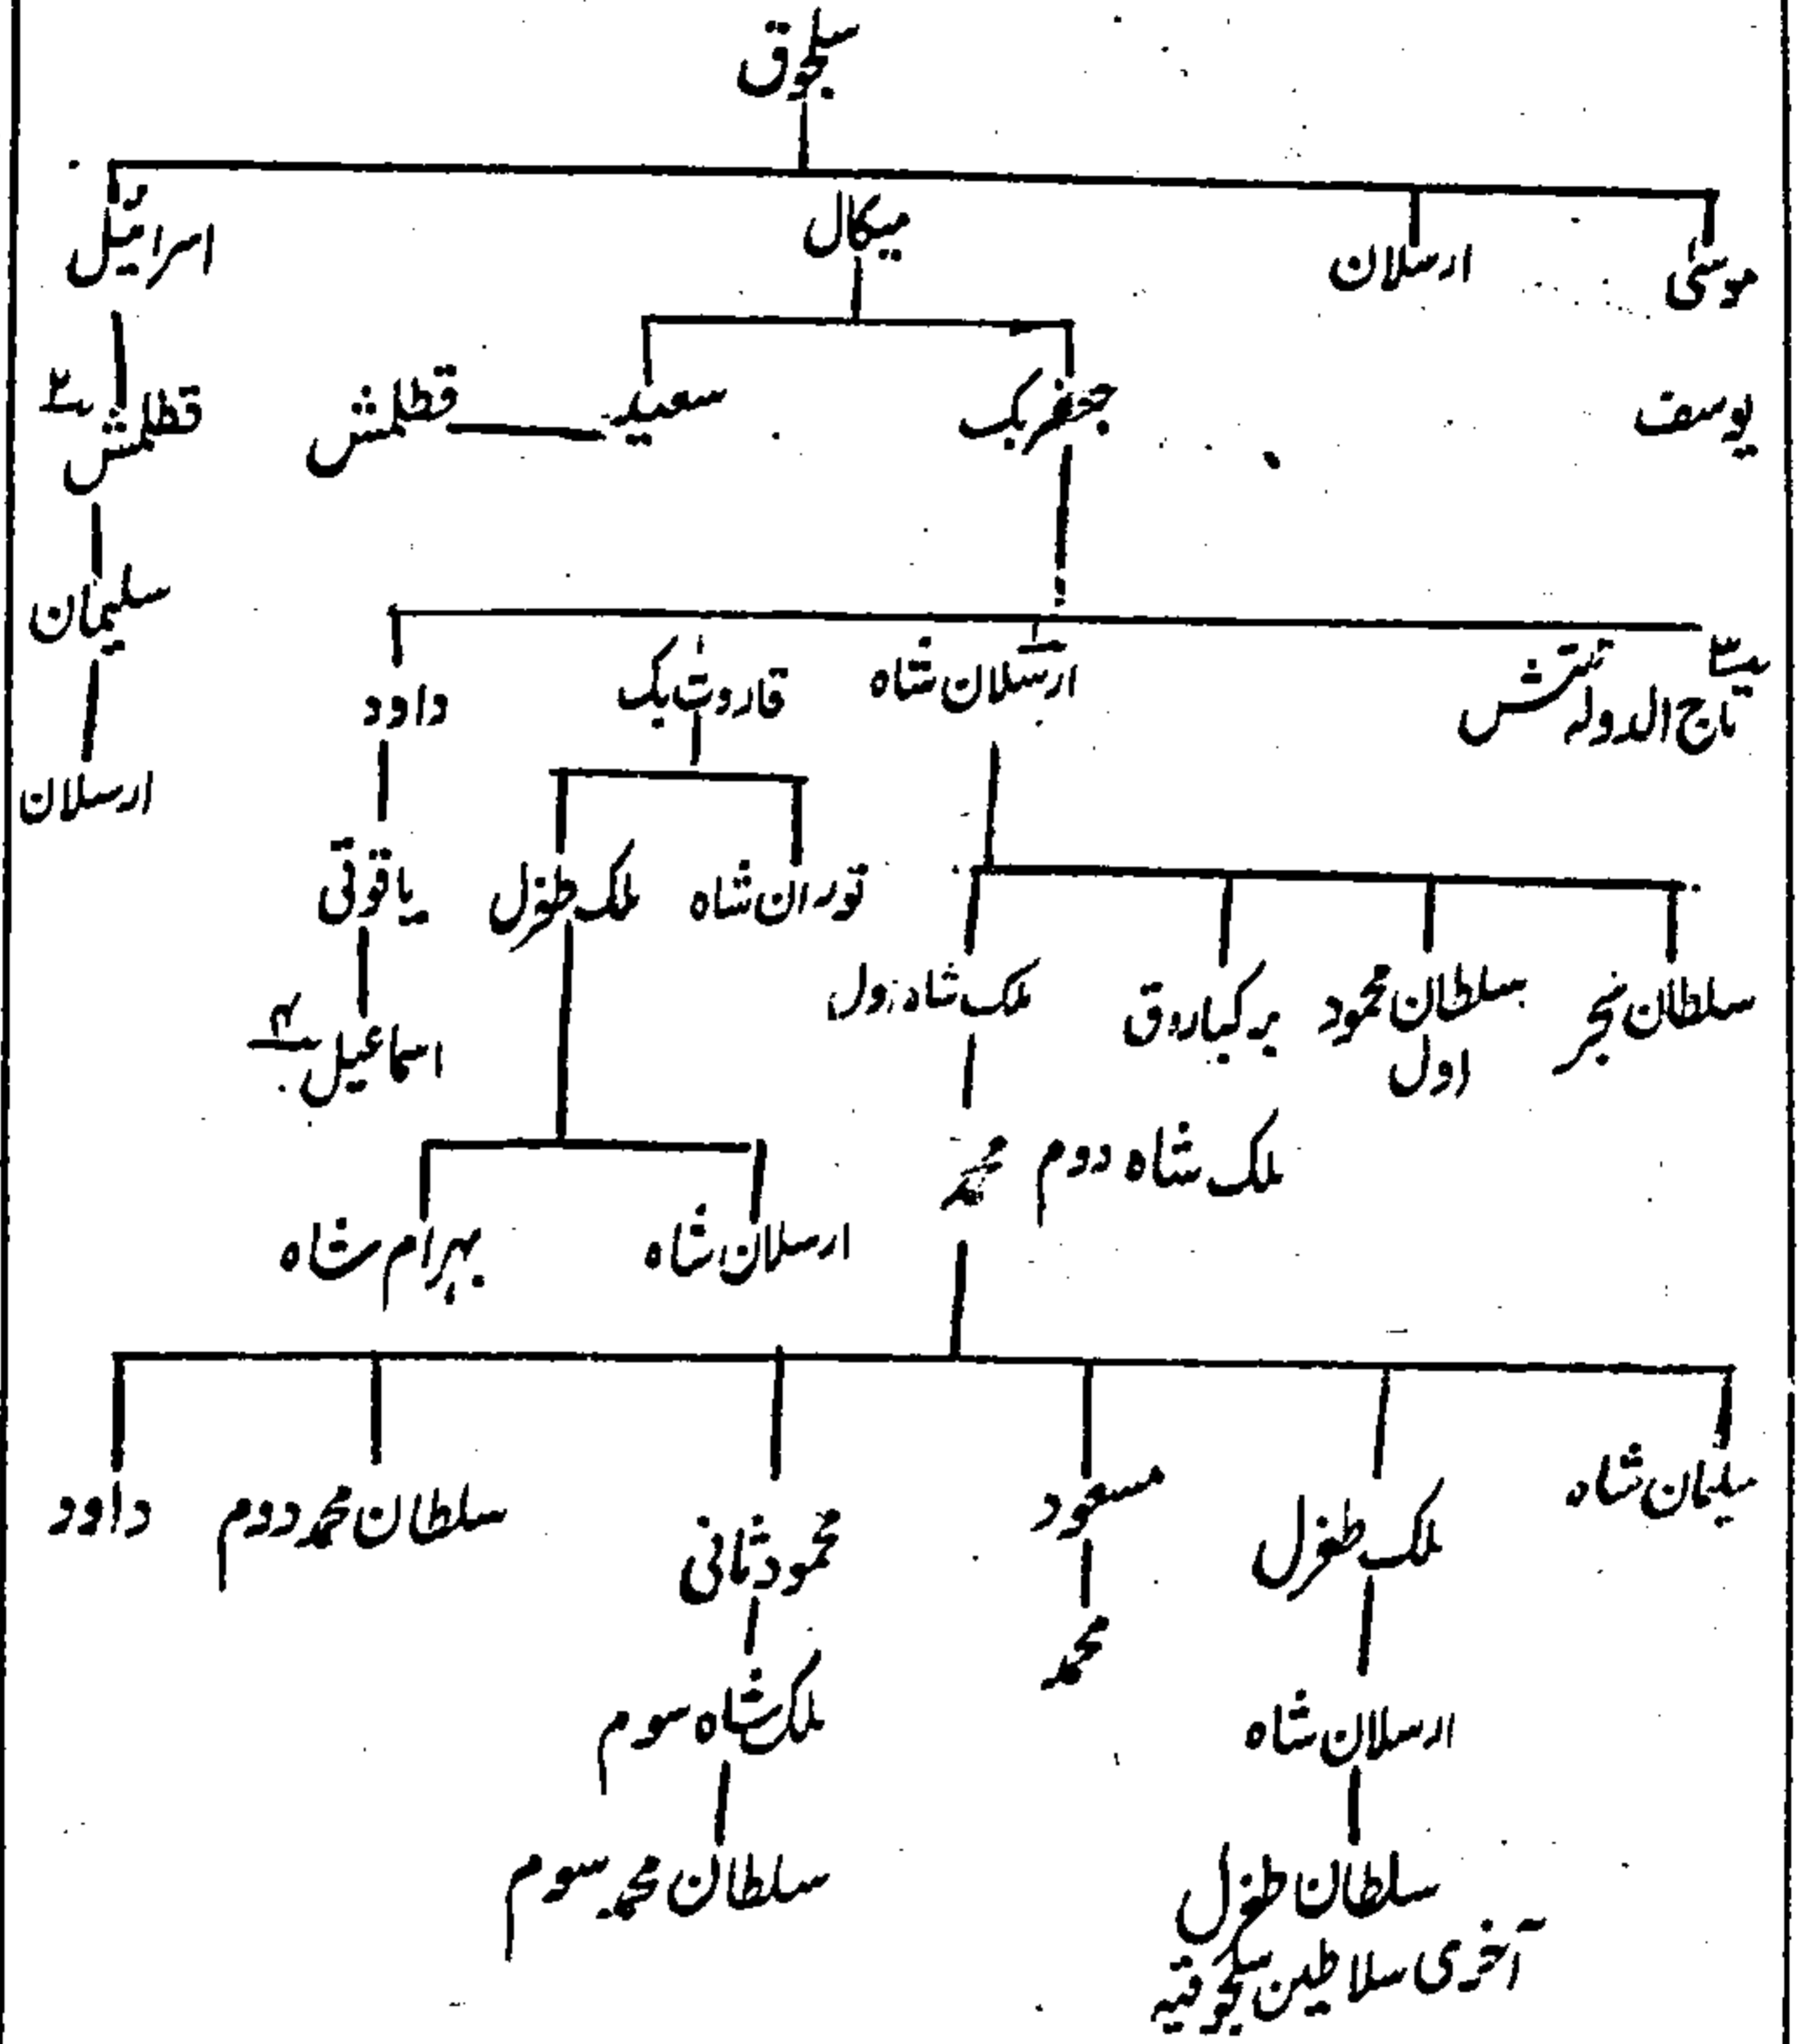 سلجوق
موسیٰ ارسلان میکال اسرائیل
یوسف جعفر بک سعید قطلمش قطلمش
سلیمان
تاج الدولہ تتش ارسلان شاہ قاروت بک داود
ارسلان
توران شاہ ملک طغرل یاقوتی
سلطان سنجر سلطان محمود برکیاروق ملک شاہ اول
اول
اسماعیل
ملک شاہ دوم محمد
ارسلان شاہ بہرام شاہ
سلیمان شاہ ملک طغرل مسعود محمود ثانی سلطان محمد دوم داود
محمد
ارسلان شاہ ملک شاہ سوم
سلطان طغرل سلطان محمد سوم
آخری سلاطین سلجوقیہ